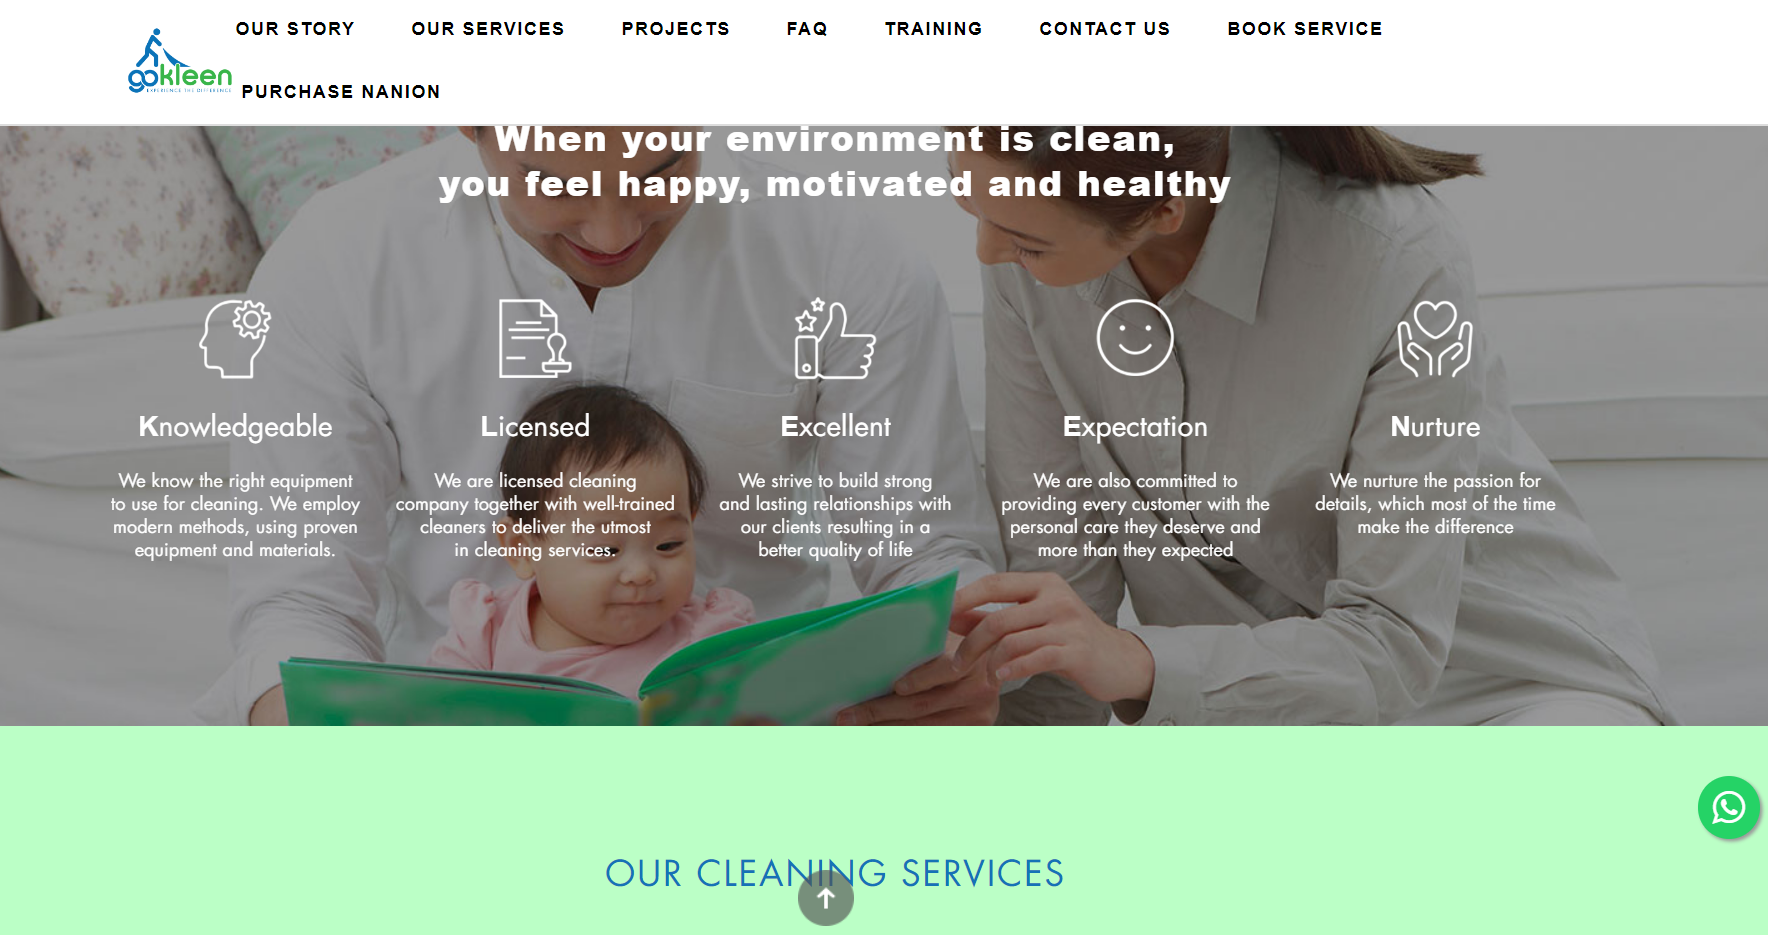 OUR STORY OUR SERVICES PROJECTS FAQ TRAINING CONTACT US BOOK SERVICE
gokleen
EXPERIENCE THE DIFFERENCE
PURCHASE NANION
When your environment is clean,
you feel happy, motivated and healthy
Knowledgeable
We know the right equipment
to use for cleaning. We employ
modern methods, using proven
equipment and materials.
Licensed
We are licensed cleaning
company together with well-trained
cleaners to deliver the utmost
in cleaning services.
Excellent
We strive to build strong
and lasting relationships with
our clients resulting in a
better quality of life
Expectation
We are also committed to
providing every customer with the
personal care they deserve and
more than they expected
Nurture
We nurture the passion for
details, which most of the time
make the difference
OUR CLEANING SERVICES